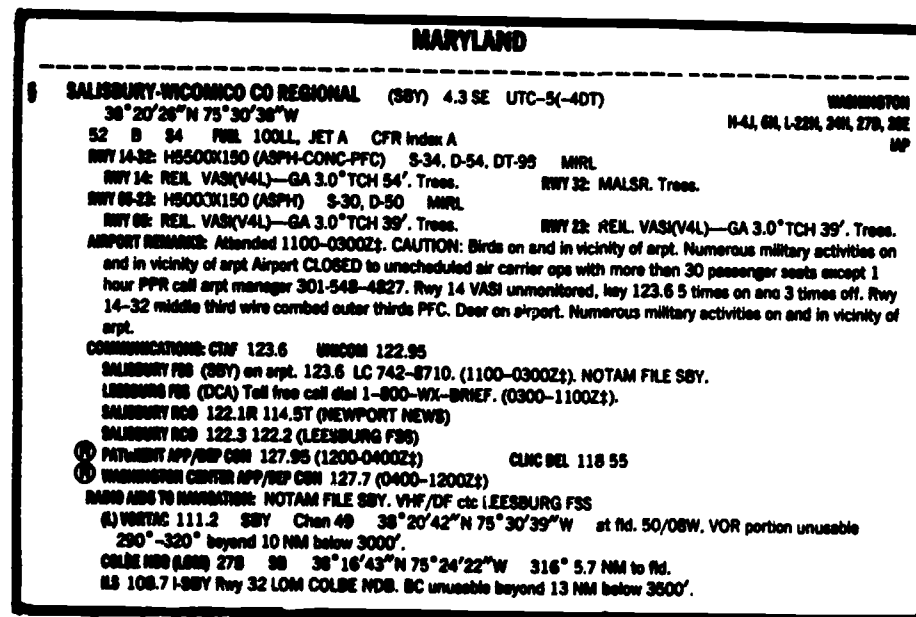 MARYLAND
§ SALISBURY-WICOMICO CO REGIONAL (SBY) 4.3 SE UTC-5(-4DT) WASHINGTON
38°20'26"N 75°30'38"W H-4J, 6H, L-22H, 24H, 27B, 28E
52 B S4 FUEL 100LL, JET A CFR Index A IAP
RWY 14-32: H5500X150 (ASPH-CONC-PFC) S-34, D-54, DT-95 MIRL
RWY 14: REIL. VASI(V4L)—GA 3.0°TCH 54'. Trees. RWY 32: MALSR. Trees.
RWY 05-23: H5000X150 (ASPH) S-30, D-50 MIRL
RWY 05: REIL. VASI(V4L)—GA 3.0°TCH 39'. Trees. RWY 23: REIL. VASI(V4L)—GA 3.0°TCH 39'. Trees.
AIRPORT REMARKS: Attended 1100-0300Z‡. CAUTION: Birds on and in vicinity of arpt. Numerous military activities on
and in vicinity of arpt Airport CLOSED to unscheduled air carrier ops with more than 30 passenger seats except 1
hour PPR call arpt manager 301-548-4827. Rwy 14 VASI unmonitored, key 123.6 5 times on and 3 times off. Rwy
14-32 middle third wire combed outer thirds PFC. Deer on airport. Numerous military activities on and in vicinity of
arpt.
COMMUNICATIONS: CTAF 123.6 UNICOM 122.95
SALISBURY FSS (SBY) on arpt. 123.6 LC 742-8710. (1100-0300Z‡). NOTAM FILE SBY.
LEESBURG FSS (DCA) Toll free call dial 1-800-WX-BRIEF. (0300-1100Z‡).
SALISBURY RCO 122.1R 114.5T (NEWPORT NEWS)
SALISBURY RCO 122.3 122.2 (LEESBURG FSS)
Ⓡ PATUXENT APP/DEP CON 127.95 (1200-0400Z‡) CLNC DEL 118 55
Ⓡ WASHINGTON CENTER APP/DEP CON 127.7 (0400-1200Z‡)
RADIO AIDS TO NAVIGATION: NOTAM FILE SBY. VHF/DF ctc LEESBURG FSS
(L) VORTAC 111.2 SBY Chan 49 38°20'42"N 75°30'39"W at fld. 50/08W. VOR portion unusable
290°-320° beyond 10 NM below 3000'.
COLBE NDB (LOM) 278 SB 38°16'43"N 75°24'22"W 316° 5.7 NM to fld.
ILS 108.7 I-SBY Rwy 32 LOM COLBE NDB. BC unusable beyond 13 NM below 3500'.